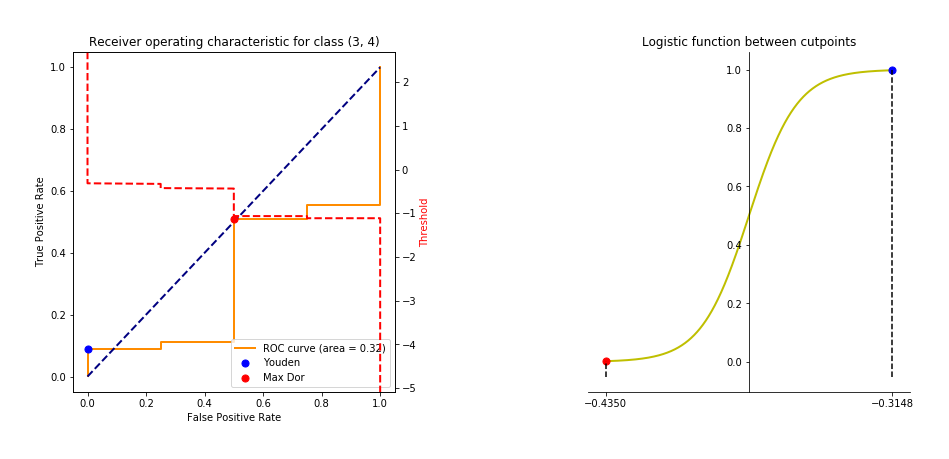 Receiver operating characteristic for class (3, 4)
1.0
0.8
0.6
0.4
0.2
0.0
True Positive Rate
2
1
0
−1
−2
−3
−4
−5
Threshold
ROC curve (area = 0.32)
Youden
Max Dor
0.0 0.2 0.4 0.6 0.8 1.0
False Positive Rate
Logistic function between cutpoints
1.0
0.8
0.6
0.4
0.2
0.0
−0.4350 −0.3148